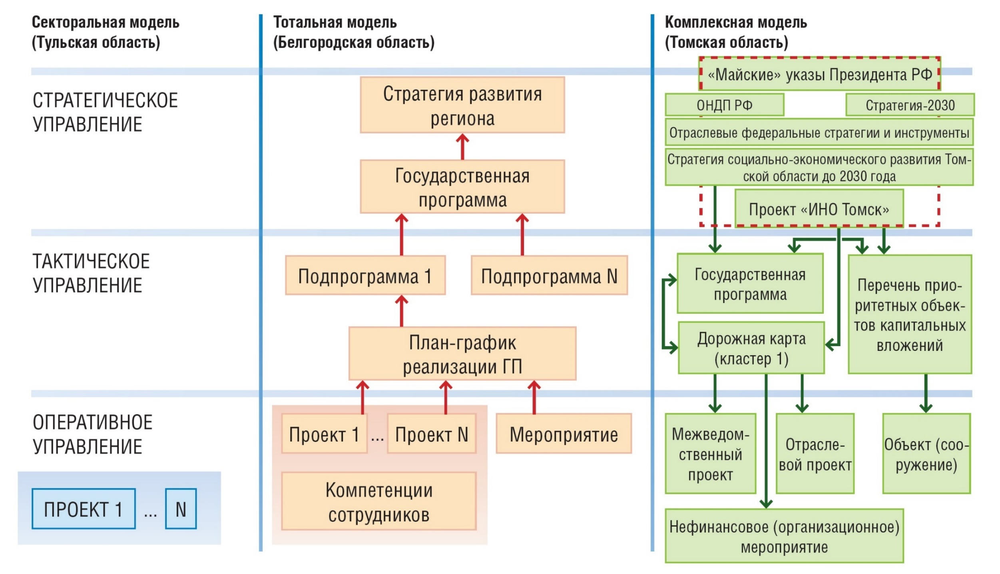 Секторальная модель
(Тульская область)
Тотальная модель
(Белгородская область)
Комплексная модель
(Томская область)
СТРАТЕГИЧЕСКОЕ
УПРАВЛЕНИЕ
Стратегия развития
региона
Государственная
программа
«Майские» указы Президента РФ
ОНДП РФ
Стратегия-2030
Отраслевые федеральные стратегии и инструменты
Стратегия социально-экономического развития Том-
ской области до 2030 года
Проект «ИНО Томск»
ТАКТИЧЕСКОЕ
УПРАВЛЕНИЕ
Подпрограмма 1
Подпрограмма N
План-график
реализации ГП
Государственная
программа
Дорожная карта
(кластер 1)
Перечень прио-
ритетных объек-
тов капитальных
вложений
ОПЕРАТИВНОЕ
УПРАВЛЕНИЕ
ПРОЕКТ 1 ... N
Проект 1 ... Проект N
Мероприятие
Компетенции
сотрудников
Межведом-
ственный
проект
Отрасле-
вой проект
Объект (соо-
ружение)
Нефинансовое (организационное)
мероприятие